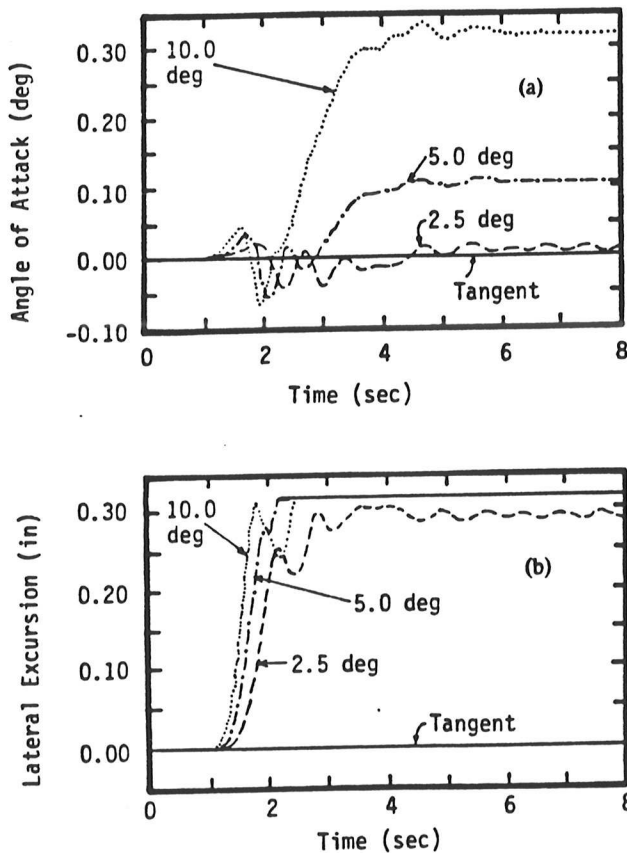 0.30
0.20
0.10
0.00
-0.10
Angle of Attack (deg)
10.0
deg
(a)
5.0 deg
2.5 deg
Tangent
0
2
4
6
8
Time (sec)
0.30
0.20
0.10
0.00
Lateral Excursion (in)
10.0
deg
(b)
5.0 deg
2.5 deg
Tangent
0
2
4
6
8
Time (sec)